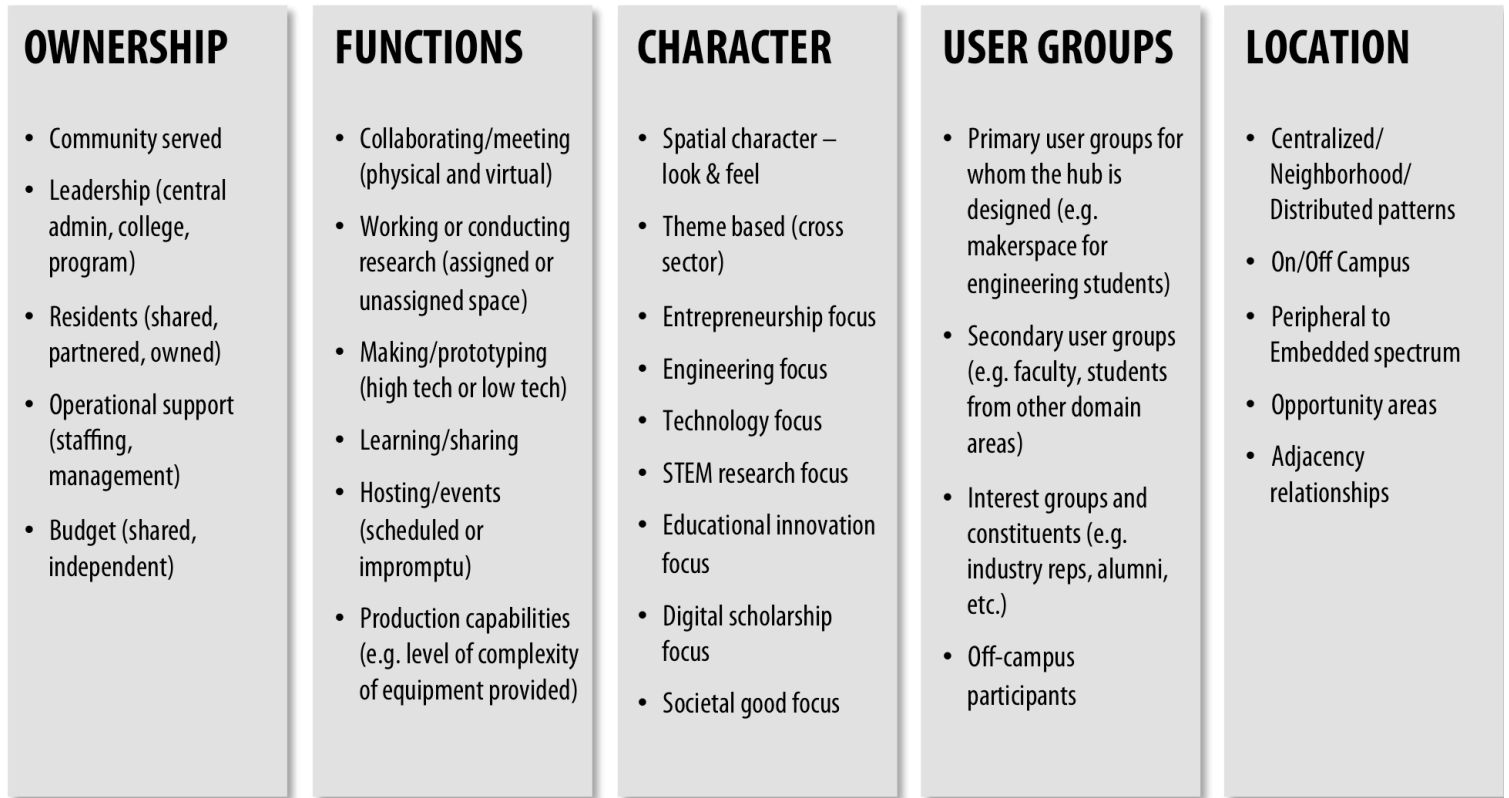 OWNERSHIP
• Community served
• Leadership (central
admin, college,
program)
• Residents (shared,
partnered, owned)
• Operational support
(staffing,
management)
• Budget (shared,
independent)
FUNCTIONS
• Collaborating/meeting
(physical and virtual)
• Working or conducting
research (assigned or
unassigned space)
• Making/prototyping
(high tech or low tech)
• Learning/sharing
• Hosting/events
(scheduled or
impromptu)
• Production capabilities
(e.g. level of complexity
of equipment provided)
CHARACTER
• Spatial character –
look & feel
• Theme based (cross
sector)
• Entrepreneurship focus
• Engineering focus
• Technology focus
• STEM research focus
• Educational innovation
focus
• Digital scholarship
focus
• Societal good focus
USER GROUPS
• Primary user groups for
whom the hub is
designed (e.g.
makerspace for
engineering students)
• Secondary user groups
(e.g. faculty, students
from other domain
areas)
• Interest groups and
constituents (e.g.
industry reps, alumni,
etc.)
• Off-campus
participants
LOCATION
• Centralized/
Neighborhood/
Distributed patterns
• On/Off Campus
• Peripheral to
Embedded spectrum
• Opportunity areas
• Adjacency
relationships